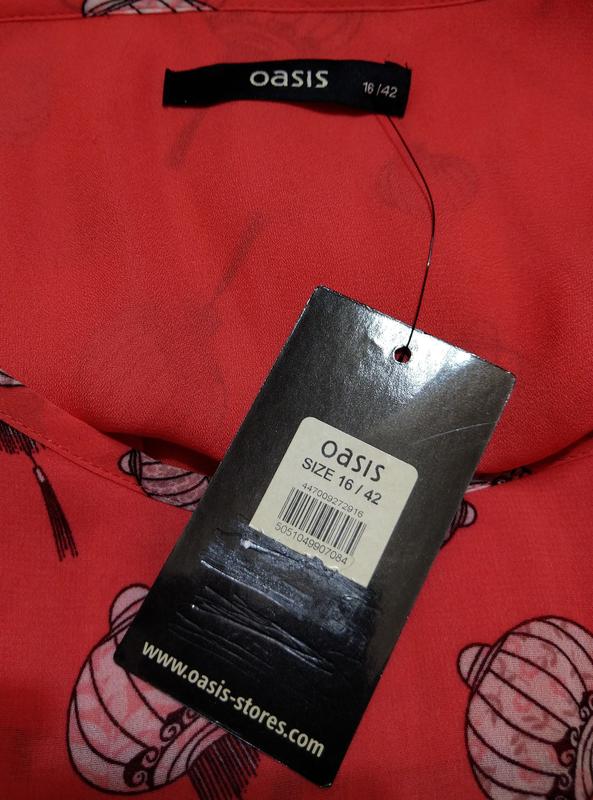 oasis
16 / 42
oasis
SIZE 16 / 42
447009272916
5051049907084
www.oasis-stores.com